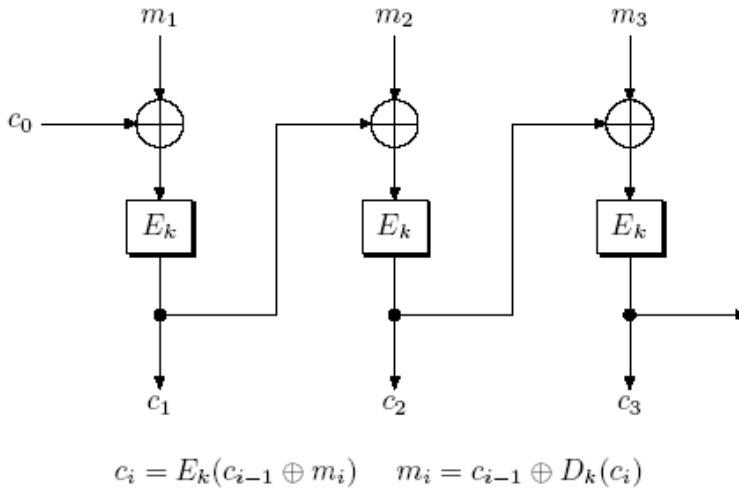 m₁ m₂ m₃
c₀
Eₖ Eₖ Eₖ
c₁ c₂ c₃
cᵢ = Eₖ(cᵢ₋₁ ⊕ mᵢ) mᵢ = cᵢ₋₁ ⊕ Dₖ(cᵢ)